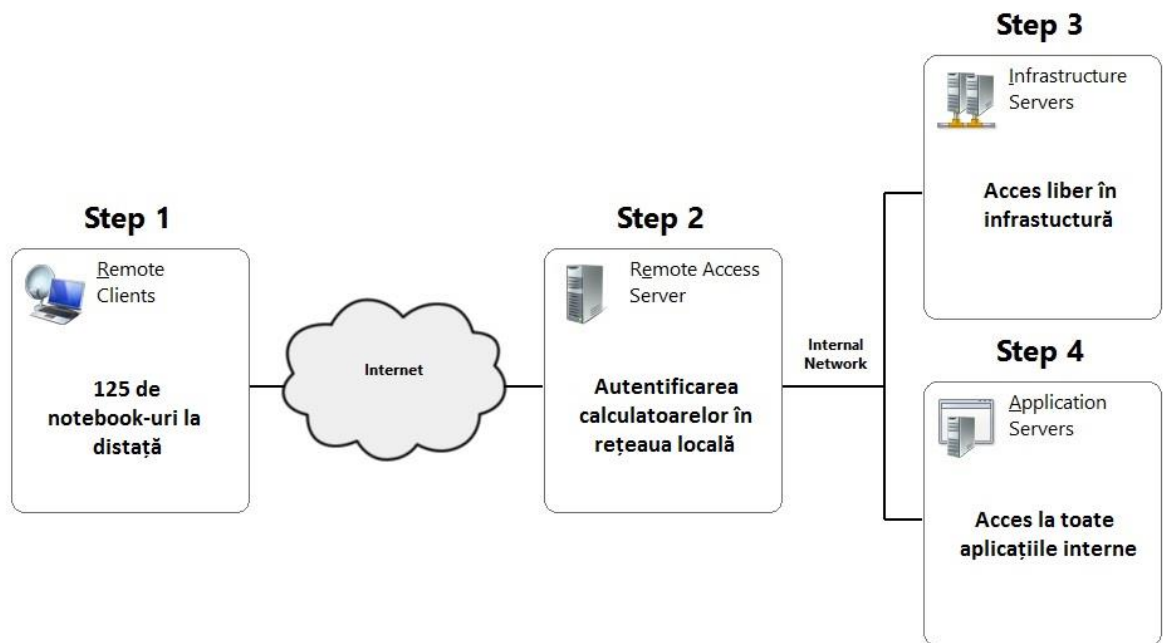 Step 1
Remote
Clients
125 de
notebook-uri la
distață
Internet
Step 2
Remote Access
Server
Autentificarea
calculatoarelor în
rețeaua locală
Internal
Network
Step 3
Infrastructure
Servers
Acces liber în
infrastuctură
Step 4
Application
Servers
Acces la toate
aplicațiile interne